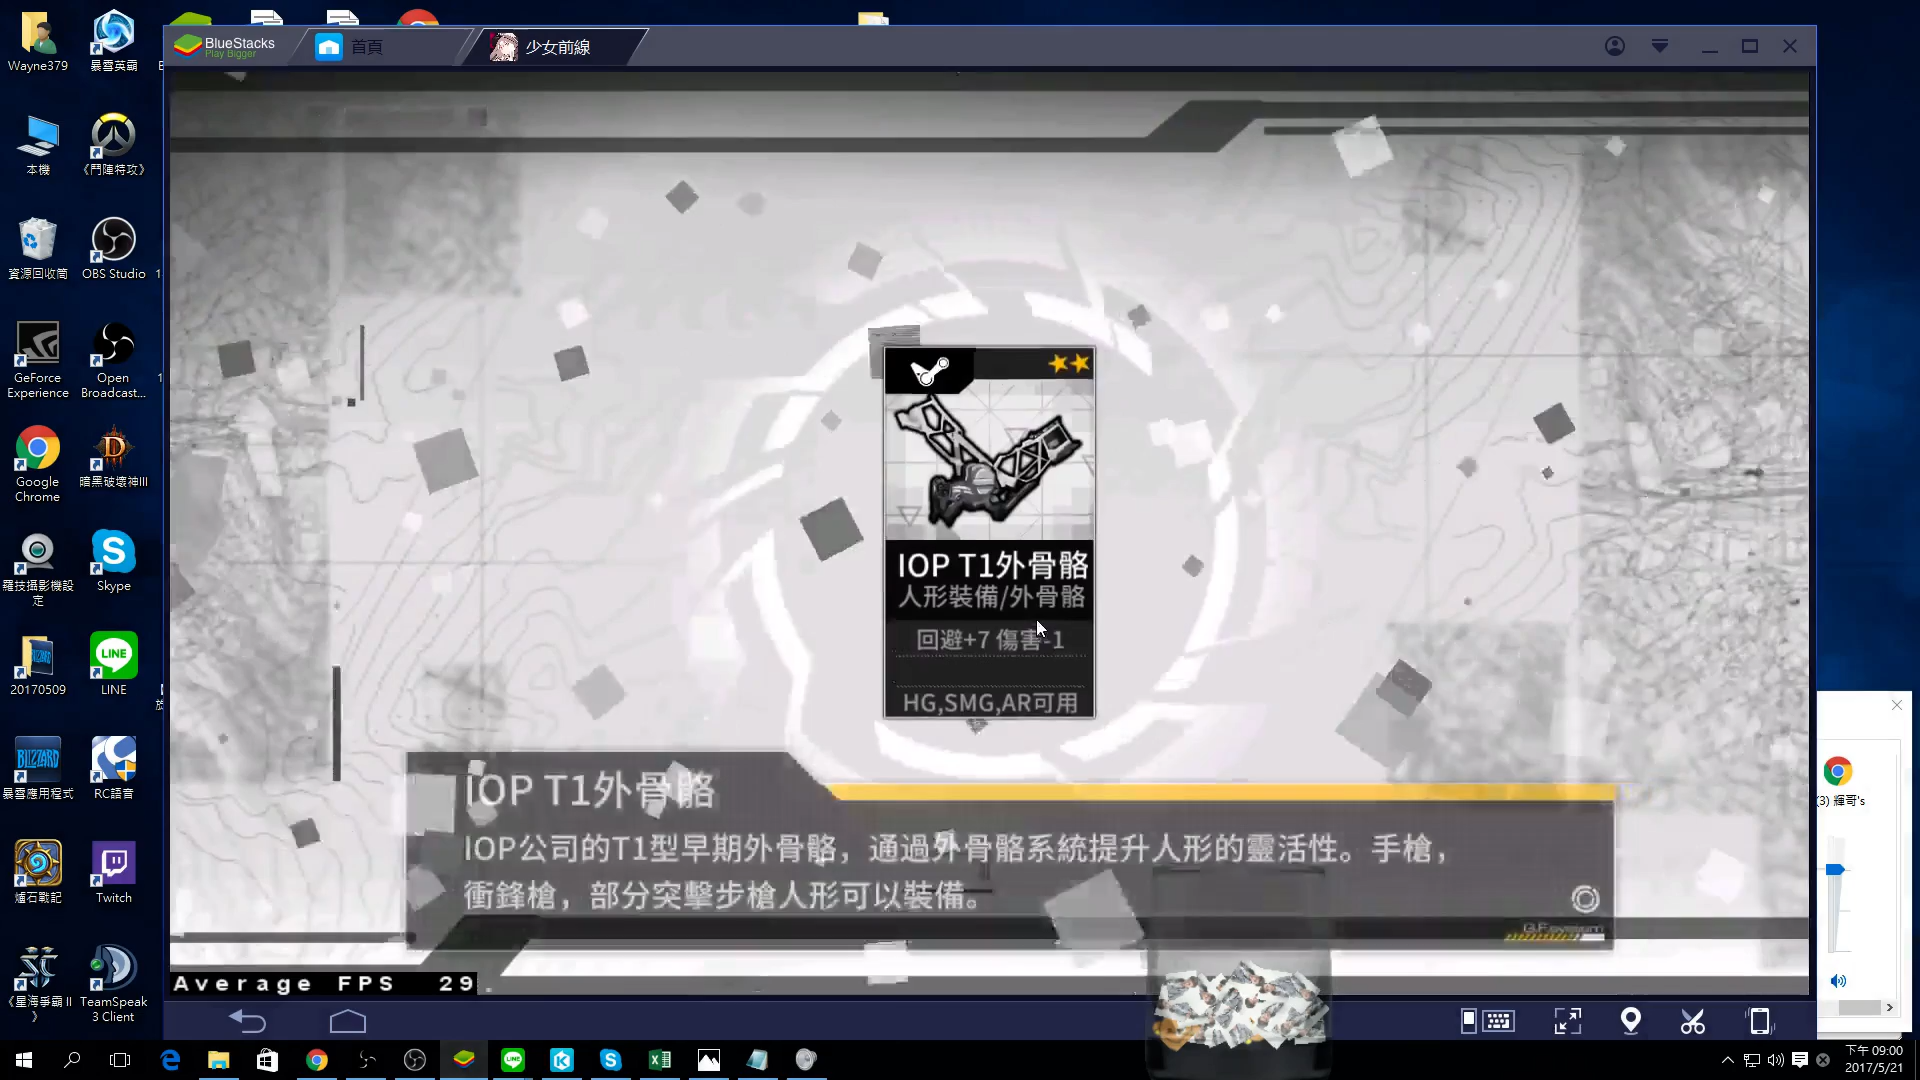 BlueStacks
Play Bigger
首頁
少女前線
Wayne379
暴雪英霸
本機
《鬥陣特攻》
資源回收筒
OBS Studio
GeForce
Experience
Open
Broadcast...
Google
Chrome
暗黑破壞神III
羅技攝影機設
定
Skype
20170509
LINE
暴雪應用程式
RC語音
爐石戰記
Twitch
《星海爭霸 II
》
TeamSpeak
3 Client
IOP T1外骨骼
人形裝備/外骨骼
回避+7 傷害-1
HG,SMG,AR可用
IOP T1外骨骼
IOP公司的T1型早期外骨骼，通過外骨骼系統提升人形的靈活性。手槍，
衝鋒槍，部分突擊步槍人形可以裝備。
G.F.system
Average FPS 29
(3) 輝哥's
下午 09:00
2017/5/21